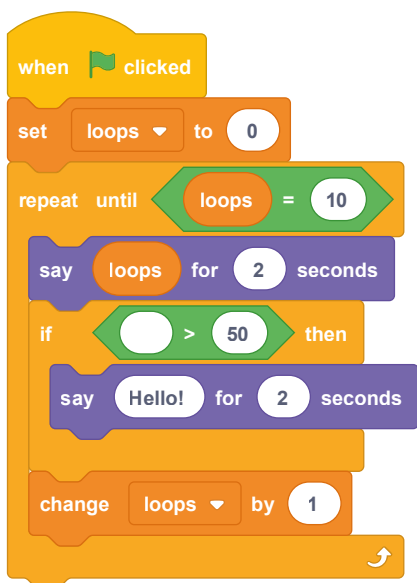 when clicked
set loops to 0
repeat until loops = 10
say loops for 2 seconds
if > 50 then
say Hello! for 2 seconds
change loops by 1